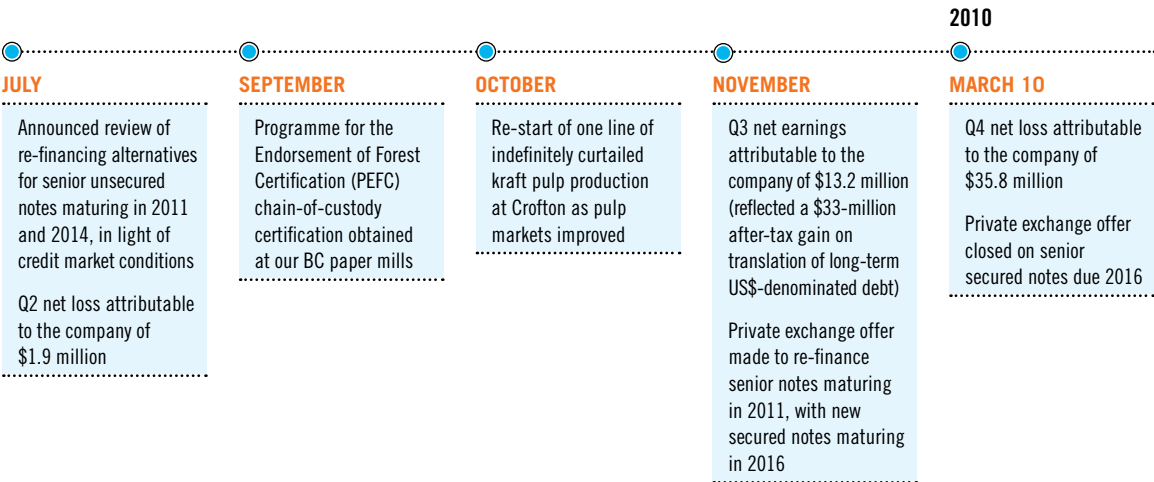 2010
JULY
Announced review of
re-financing alternatives
for senior unsecured
notes maturing in 2011
and 2014, in light of
credit market conditions
Q2 net loss attributable
to the company of
$1.9 million
SEPTEMBER
Programme for the
Endorsement of Forest
Certification (PEFC)
chain-of-custody
certification obtained
at our BC paper mills
OCTOBER
Re-start of one line of
indefinitely curtailed
kraft pulp production
at Crofton as pulp
markets improved
NOVEMBER
Q3 net earnings
attributable to the
company of $13.2 million
(reflected a $33-million
after-tax gain on
translation of long-term
US$-denominated debt)
Private exchange offer
made to re-finance
senior notes maturing
in 2011, with new
secured notes maturing
in 2016
MARCH 10
Q4 net loss attributable
to the company of
$35.8 million
Private exchange offer
closed on senior
secured notes due 2016